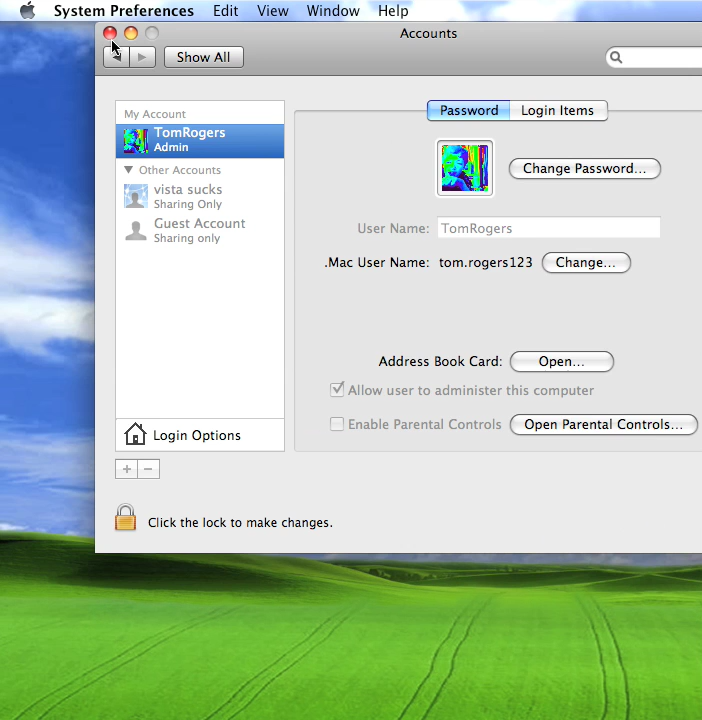 System Preferences Edit View Window Help
Accounts
Show All
My Account
TomRogers
Admin
Other Accounts
vista sucks
Sharing Only
Guest Account
Sharing only
Login Options
Password Login Items
Change Password...
User Name: TomRogers
.Mac User Name: tom.rogers123 Change...
Address Book Card: Open...
Allow user to administer this computer
Enable Parental Controls Open Parental Controls...
Click the lock to make changes.